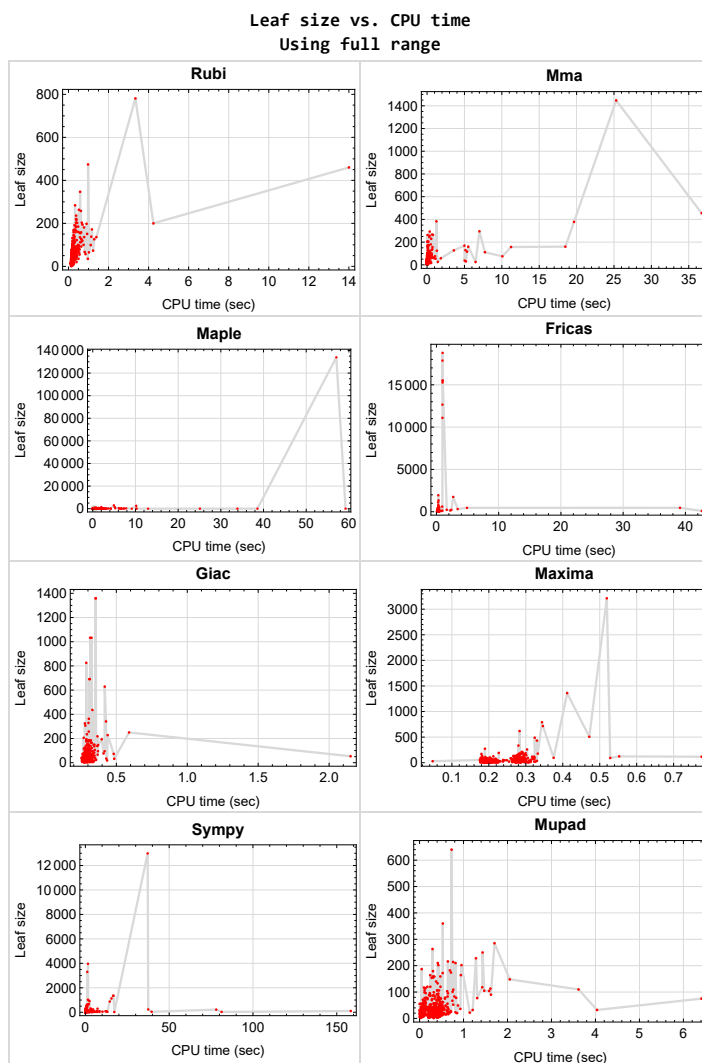 Leaf size vs. CPU time
Using full range
Rubi
Leaf size
800
600
400
200
0
0 2 4 6 8 10 12 14
CPU time (sec)
Mma
Leaf size
1400
1200
1000
800
600
400
200
0
0 5 10 15 20 25 30 35
CPU time (sec)
Maple
Leaf size
140 000
120 000
100 000
80 000
60 000
40 000
20 000
0
0 10 20 30 40 50 60
CPU time (sec)
Fricas
Leaf size
15 000
10 000
5000
0
0 10 20 30 40
CPU time (sec)
Giac
Leaf size
1400
1200
1000
800
600
400
200
0
0.5 1.0 1.5 2.0
CPU time (sec)
Maxima
Leaf size
3000
2500
2000
1500
1000
500
0
0.1 0.2 0.3 0.4 0.5 0.6 0.7
CPU time (sec)
Sympy
Leaf size
12 000
10 000
8000
6000
4000
2000
0
0 50 100 150
CPU time (sec)
Mupad
Leaf size
600
500
400
300
200
100
0
0 1 2 3 4 5 6
CPU time (sec)